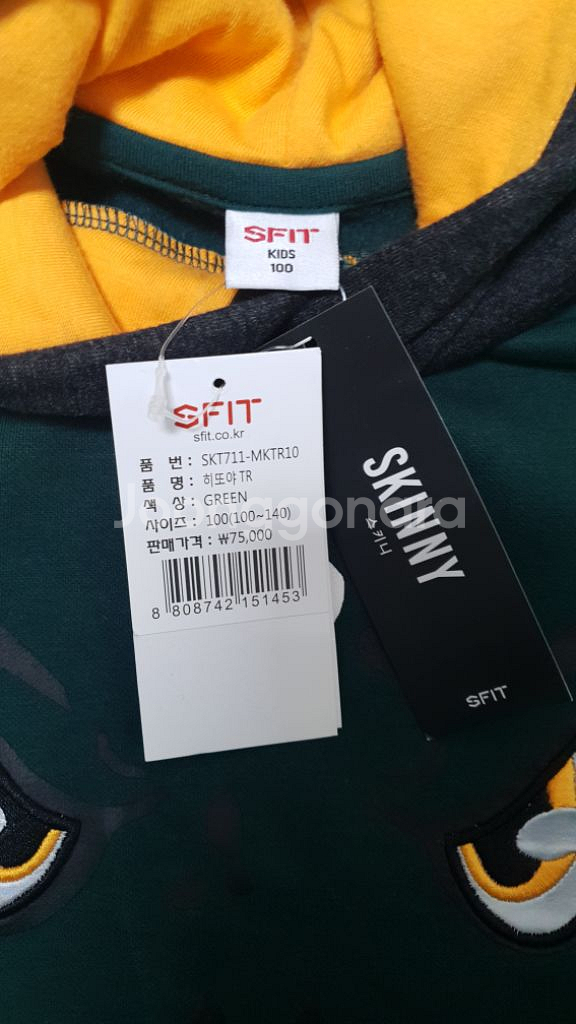 SFIT
KIDS
100
SFIT
sfit.co.kr
품 번 : SKT711-MKTR10
품 명 : 히또야 TR
색 상 : GREEN
사이즈 : 100(100~140)
판매가격 : ₩75,000
8 808742 151453
SKINNY
스키니
SFIT
Joonggonara